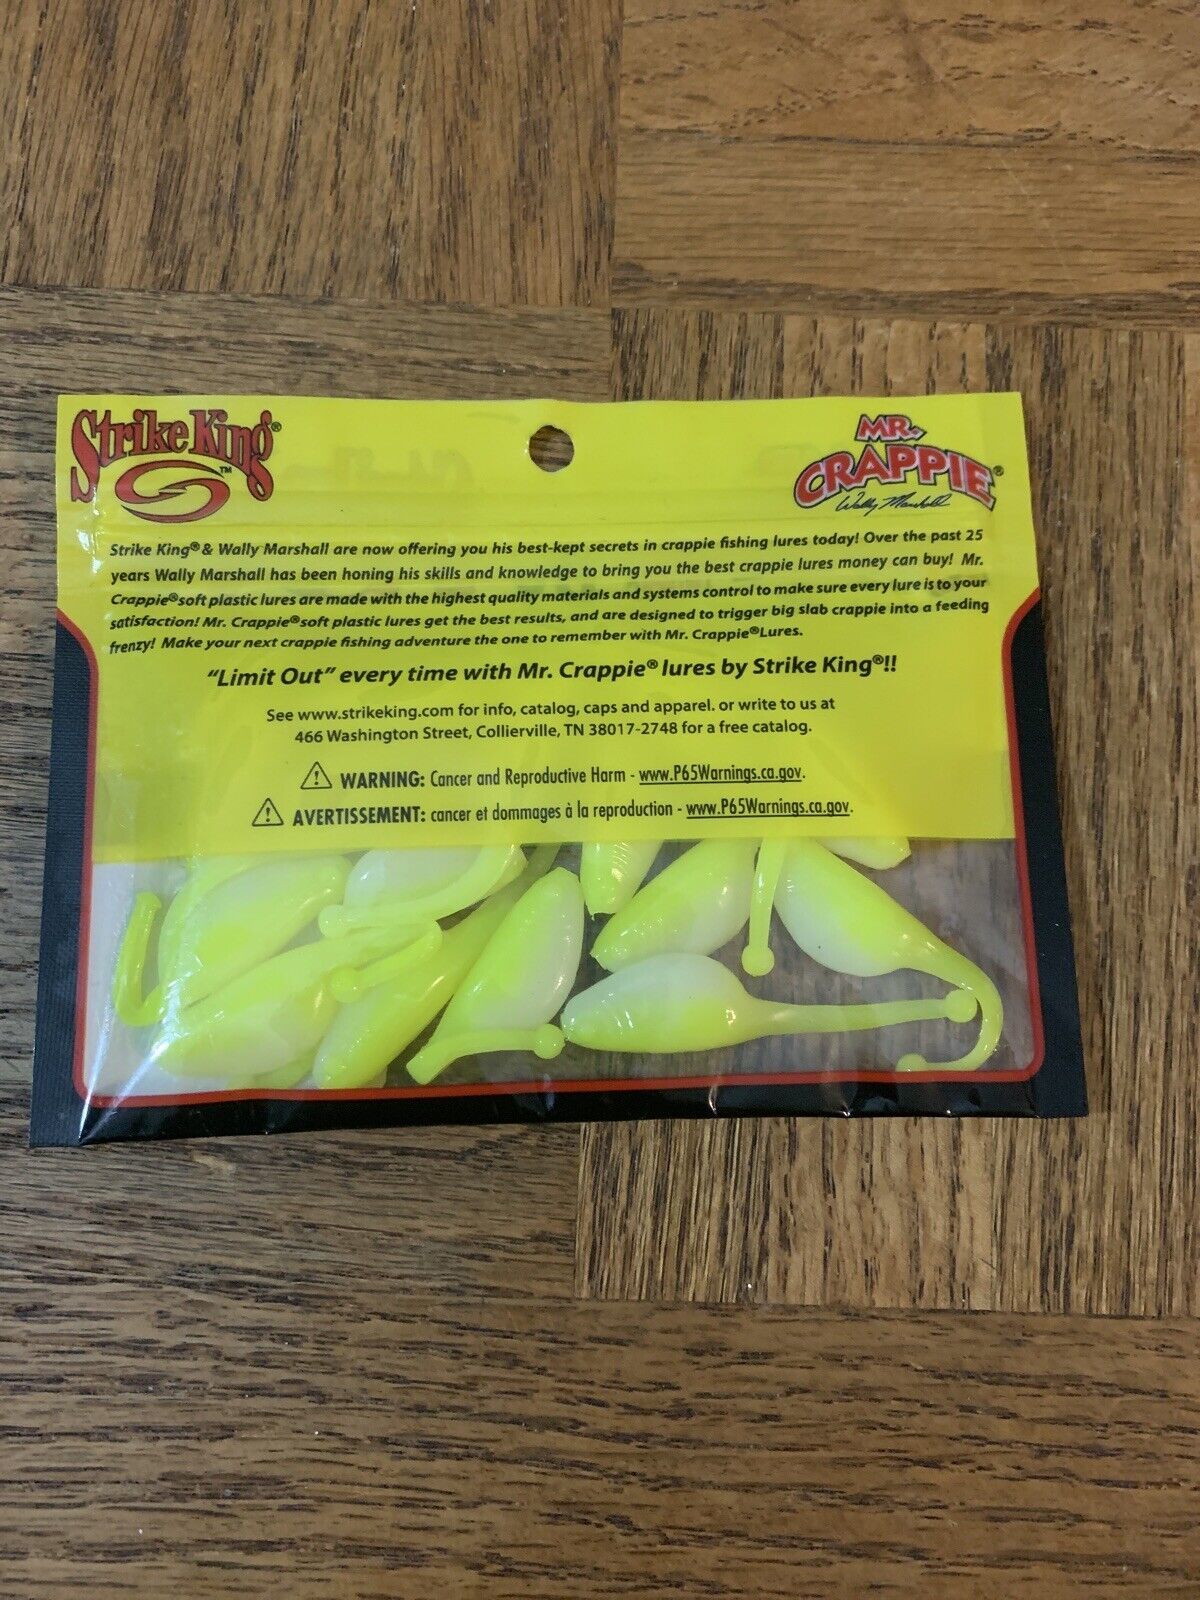 Strike King® ™
MR.
CRAPPIE®
Wally Marshall
Strike King® & Wally Marshall are now offering you his best-kept secrets in crappie fishing lures today! Over the past 25
years Wally Marshall has been honing his skills and knowledge to bring you the best crappie lures money can buy! Mr.
Crappie® soft plastic lures are made with the highest quality materials and systems control to make sure every lure is to your
satisfaction! Mr. Crappie® soft plastic lures get the best results, and are designed to trigger big slab crappie into a feeding
frenzy! Make your next crappie fishing adventure the one to remember with Mr. Crappie® Lures.
“Limit Out” every time with Mr. Crappie® lures by Strike King®!!
See www.strikeking.com for info, catalog, caps and apparel. or write to us at
466 Washington Street, Collierville, TN 38017-2748 for a free catalog.
⚠ WARNING: Cancer and Reproductive Harm - www.P65Warnings.ca.gov.
⚠ AVERTISSEMENT: cancer et dommages à la reproduction - www.P65Warnings.ca.gov.